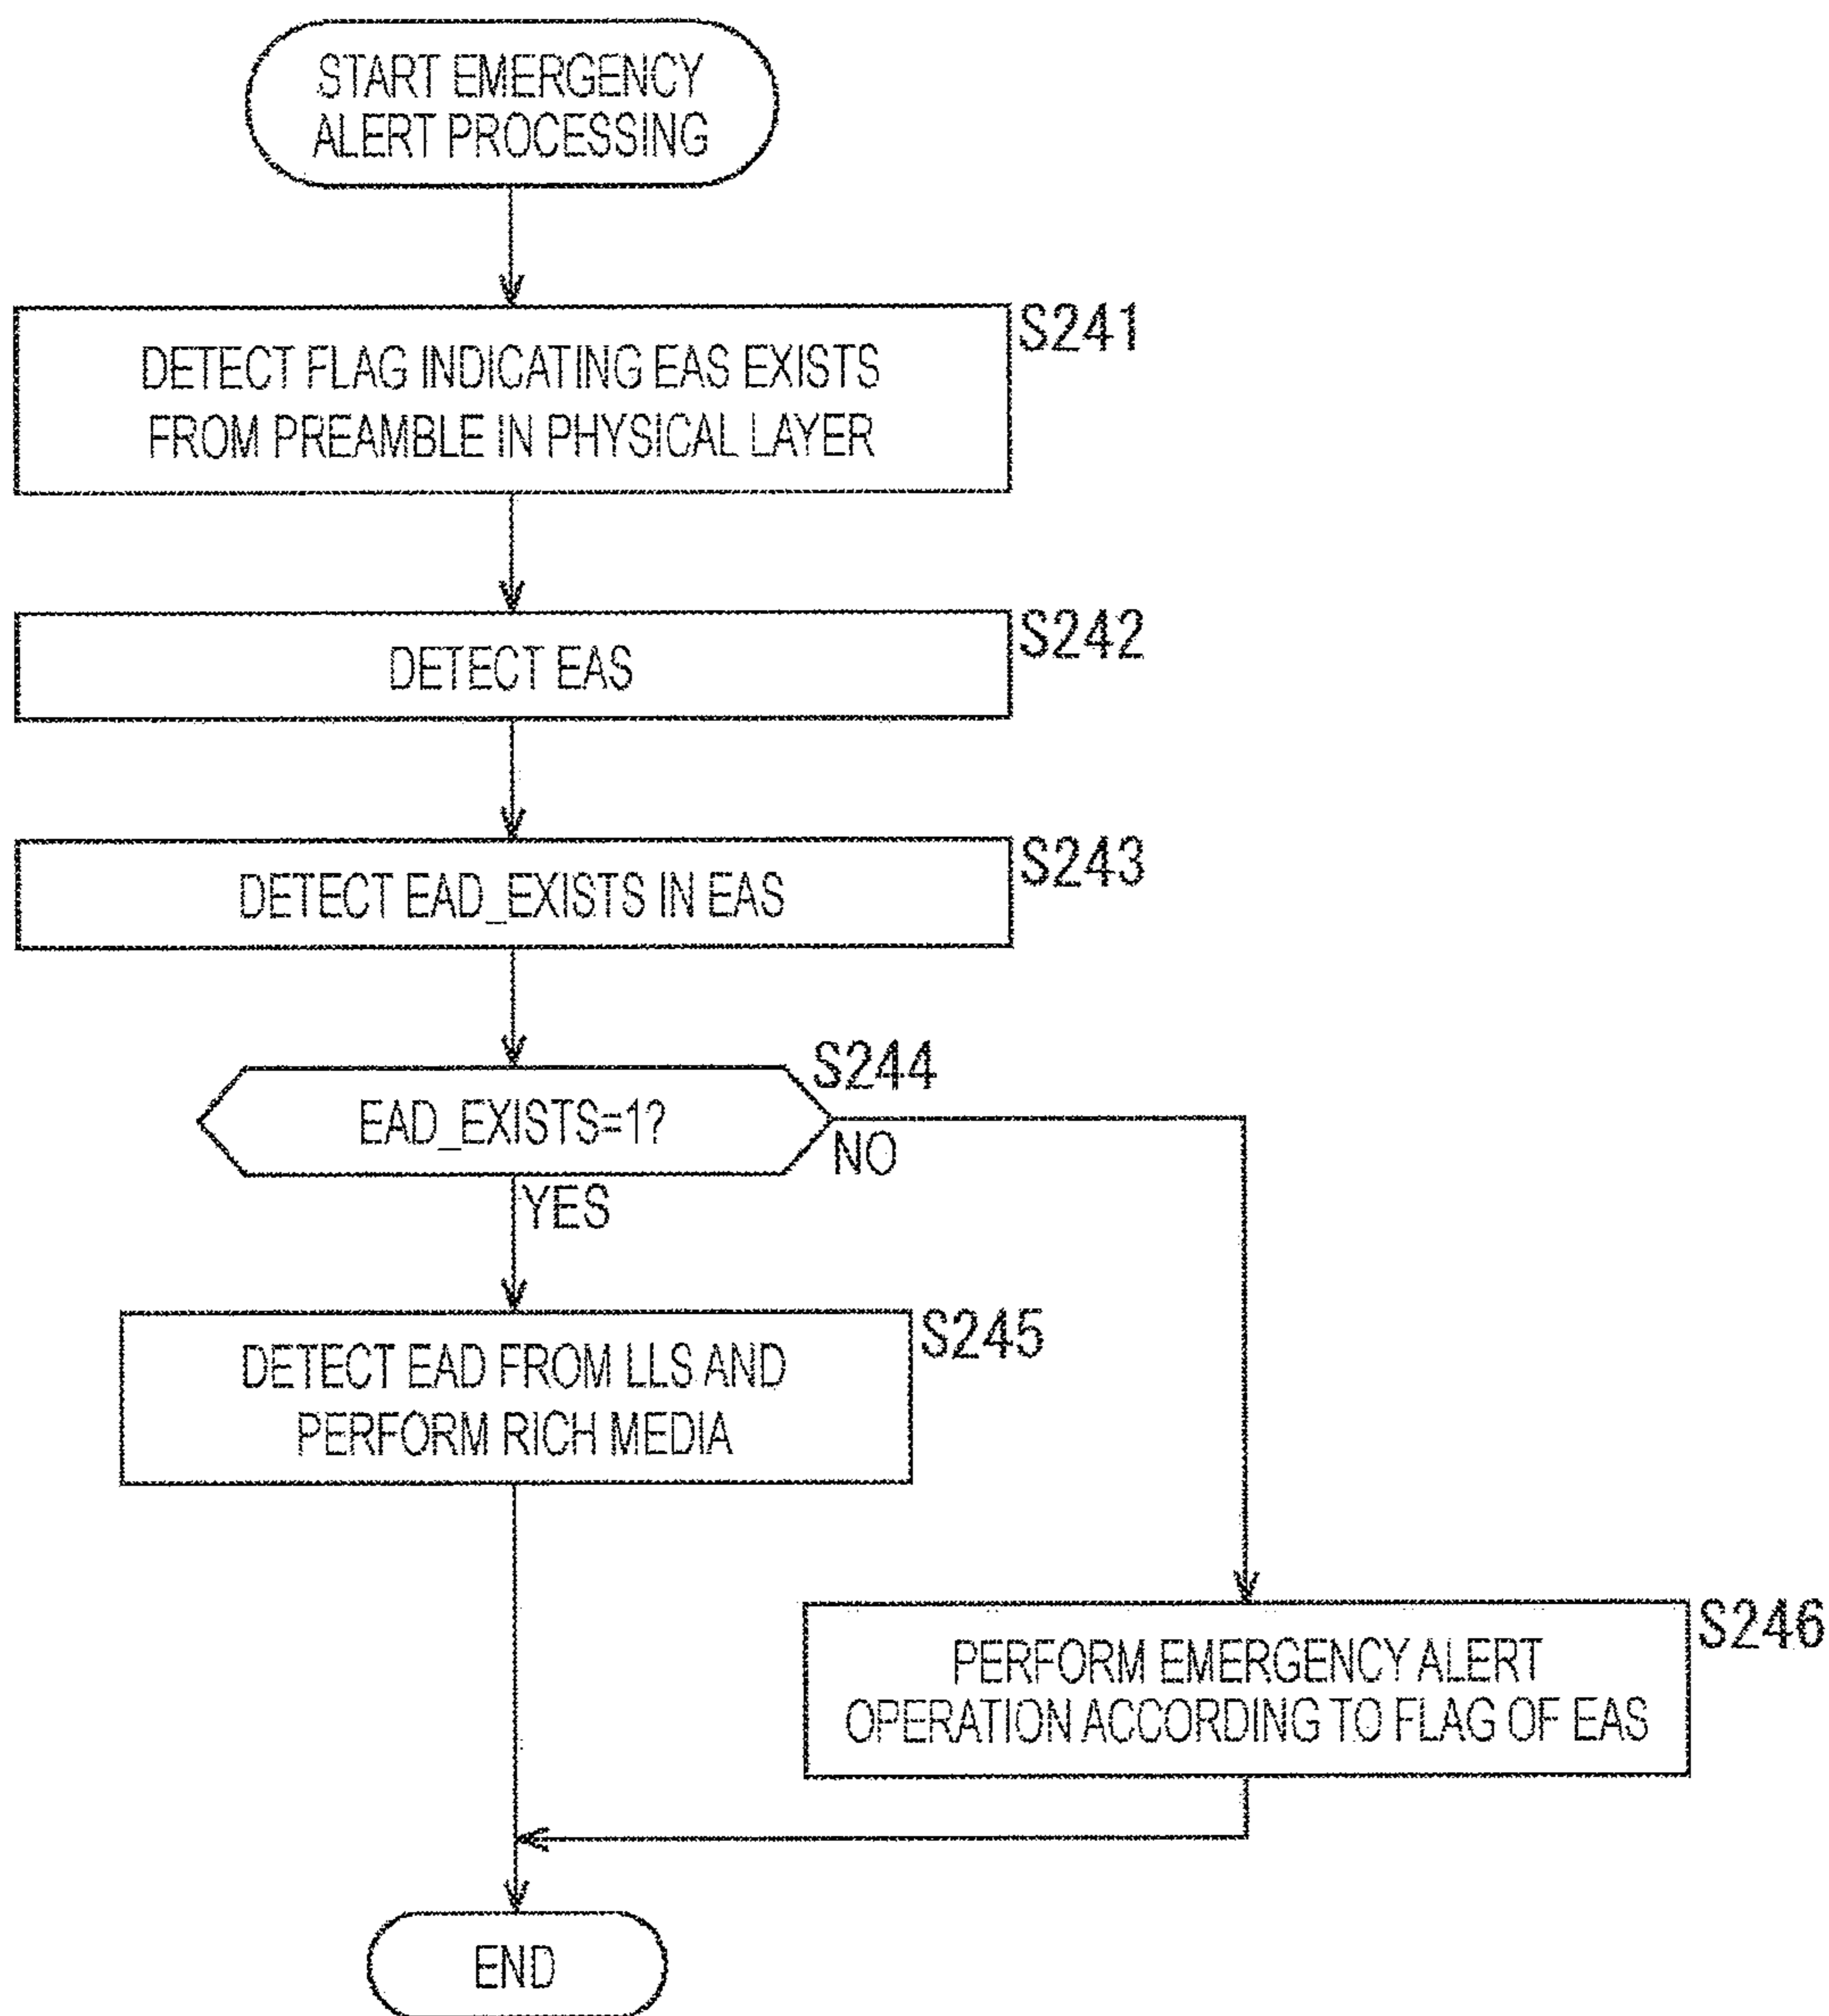 START EMERGENCY
ALERT PROCESSING
S241
DETECT FLAG INDICATING EAS EXISTS
FROM PREAMBLE IN PHYSICAL LAYER
S242
DETECT EAS
S243
DETECT EAD_EXISTS IN EAS
S244
EAD_EXISTS=1?
NO
YES
S245
DETECT EAD FROM LLS AND
PERFORM RICH MEDIA
S246
PERFORM EMERGENCY ALERT
OPERATION ACCORDING TO FLAG OF EAS
END